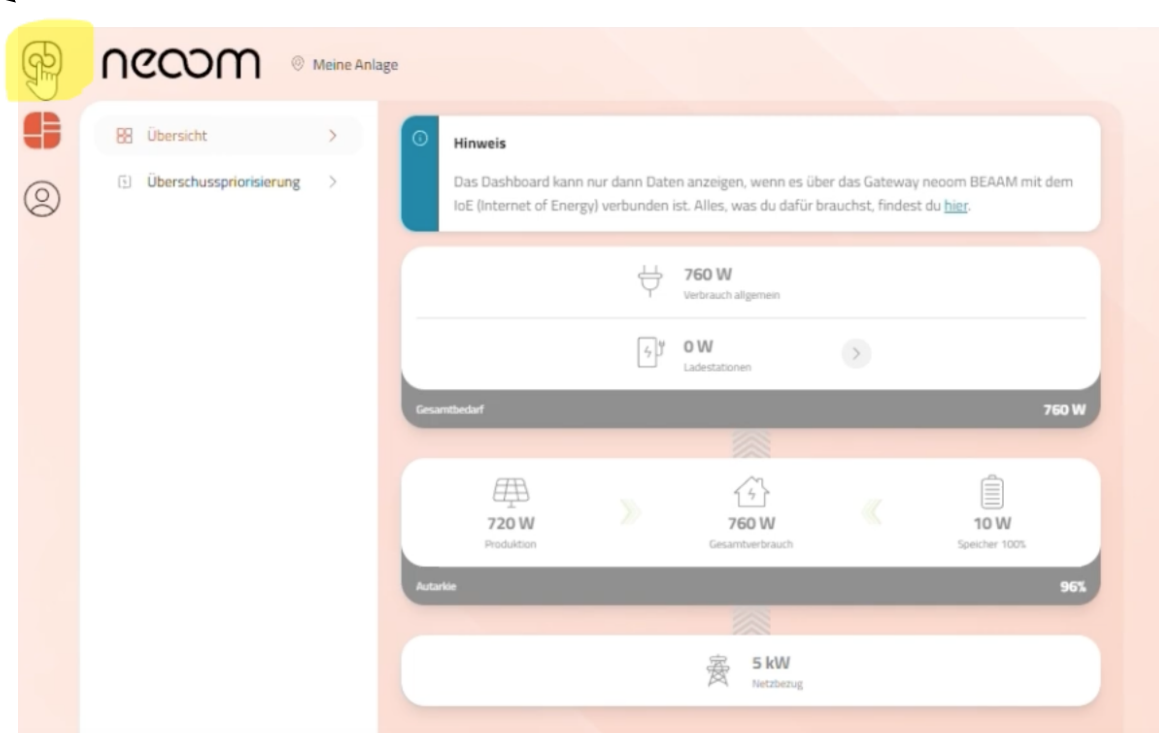 neoom
Meine Anlage
Übersicht
Überschusspriorisierung
Hinweis
Das Dashboard kann nur dann Daten anzeigen, wenn es über das Gateway neoom BEAAM mit dem
IoE (Internet of Energy) verbunden ist. Alles, was du dafür brauchst, findest du hier.
760 W
Verbrauch allgemein
0 W
Ladestationen
Gesamtbedarf 760 W
720 W 760 W 10 W
Produktion Gesamtverbrauch Speicher 100%
Autarkie 96%
5 kW
Netzbezug